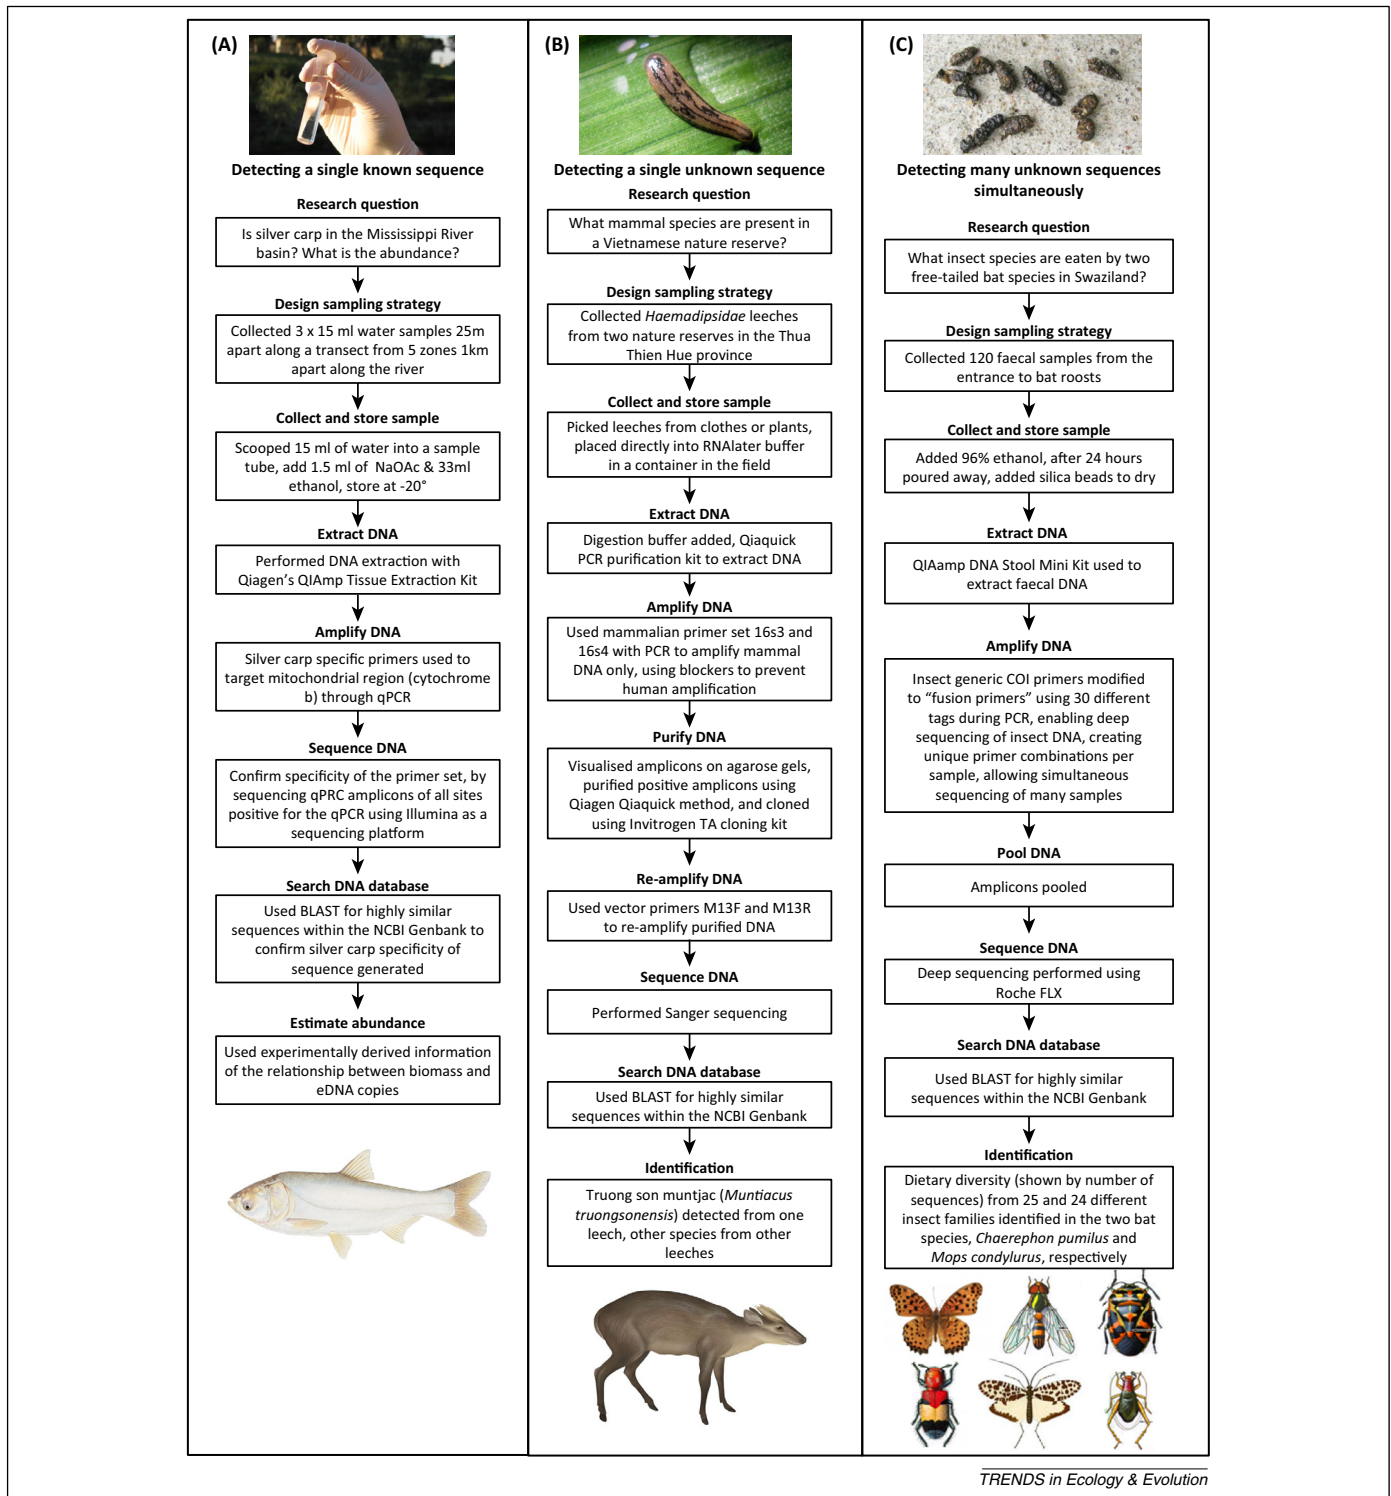 (A)
Detecting a single known sequence
Research question
Is silver carp in the Mississippi River
basin? What is the abundance?
Design sampling strategy
Collected 3 x 15 ml water samples 25m
apart along a transect from 5 zones 1km
apart along the river
Collect and store sample
Scooped 15 ml of water into a sample
tube, add 1.5 ml of NaOAc & 33ml
ethanol, store at -20°
Extract DNA
Performed DNA extraction with
Qiagen's QIAmp Tissue Extraction Kit
Amplify DNA
Silver carp specific primers used to
target mitochondrial region (cytochrome
b) through qPCR
Sequence DNA
Confirm specificity of the primer set, by
sequencing qPRC amplicons of all sites
positive for the qPCR using Illumina as a
sequencing platform
Search DNA database
Used BLAST for highly similar
sequences within the NCBI Genbank to
confirm silver carp specificity of
sequence generated
Estimate abundance
Used experimentally derived information
of the relationship between biomass and
eDNA copies
(B)
Detecting a single unknown sequence
Research question
What mammal species are present in
a Vietnamese nature reserve?
Design sampling strategy
Collected Haemadipsidae leeches
from two nature reserves in the Thua
Thien Hue province
Collect and store sample
Picked leeches from clothes or plants,
placed directly into RNAlater buffer
in a container in the field
Extract DNA
Digestion buffer added, Qiaquick
PCR purification kit to extract DNA
Amplify DNA
Used mammalian primer set 16s3 and
16s4 with PCR to amplify mammal
DNA only, using blockers to prevent
human amplification
Purify DNA
Visualised amplicons on agarose gels,
purified positive amplicons using
Qiagen Qiaquick method, and cloned
using Invitrogen TA cloning kit
Re-amplify DNA
Used vector primers M13F and M13R
to re-amplify purified DNA
Sequence DNA
Performed Sanger sequencing
Search DNA database
Used BLAST for highly similar
sequences within the NCBI Genbank
Identification
Truong son muntjac (Muntiacus
truongsonensis) detected from one
leech, other species from other
leeches
(C)
Detecting many unknown sequences
simultaneously
Research question
What insect species are eaten by two
free-tailed bat species in Swaziland?
Design sampling strategy
Collected 120 faecal samples from the
entrance to bat roosts
Collect and store sample
Added 96% ethanol, after 24 hours
poured away, added silica beads to dry
Extract DNA
QIAamp DNA Stool Mini Kit used to
extract faecal DNA
Amplify DNA
Insect generic COI primers modified
to “fusion primers” using 30 different
tags during PCR, enabling deep
sequencing of insect DNA, creating
unique primer combinations per
sample, allowing simultaneous
sequencing of many samples
Pool DNA
Amplicons pooled
Sequence DNA
Deep sequencing performed using
Roche FLX
Search DNA database
Used BLAST for highly similar
sequences within the NCBI Genbank
Identification
Dietary diversity (shown by number of
sequences) from 25 and 24 different
insect families identified in the two bat
species, Chaerephon pumilus and
Mops condylurus, respectively
TRENDS in Ecology & Evolution